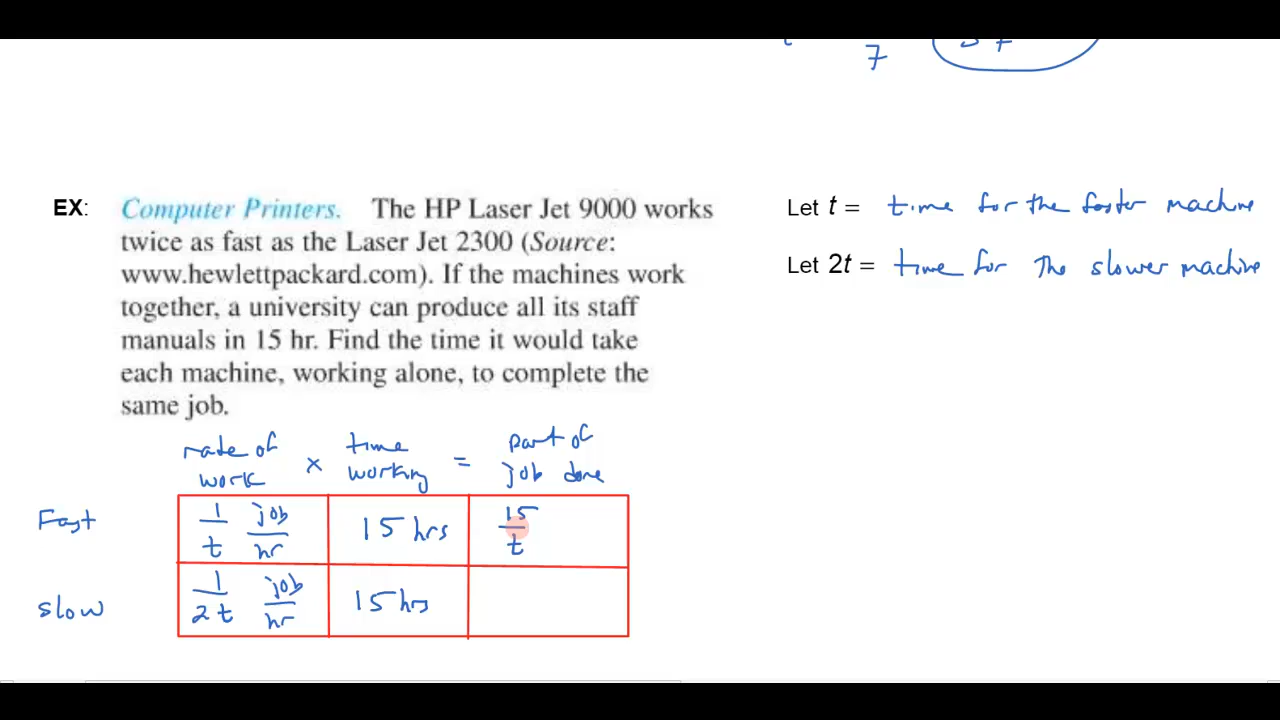 7
EX: Computer Printers. The HP Laser Jet 9000 works
twice as fast as the Laser Jet 2300 (Source:
www.hewlettpackard.com). If the machines work
together, a university can produce all its staff
manuals in 15 hr. Find the time it would take
each machine, working alone, to complete the
same job.
Let t = time for the faster machine
Let 2t = time for the slower machine
rate of work × time working = part of job done
Fast 1/t job/hr 15 hrs 15/t
Slow 1/2t job/hr 15 hrs